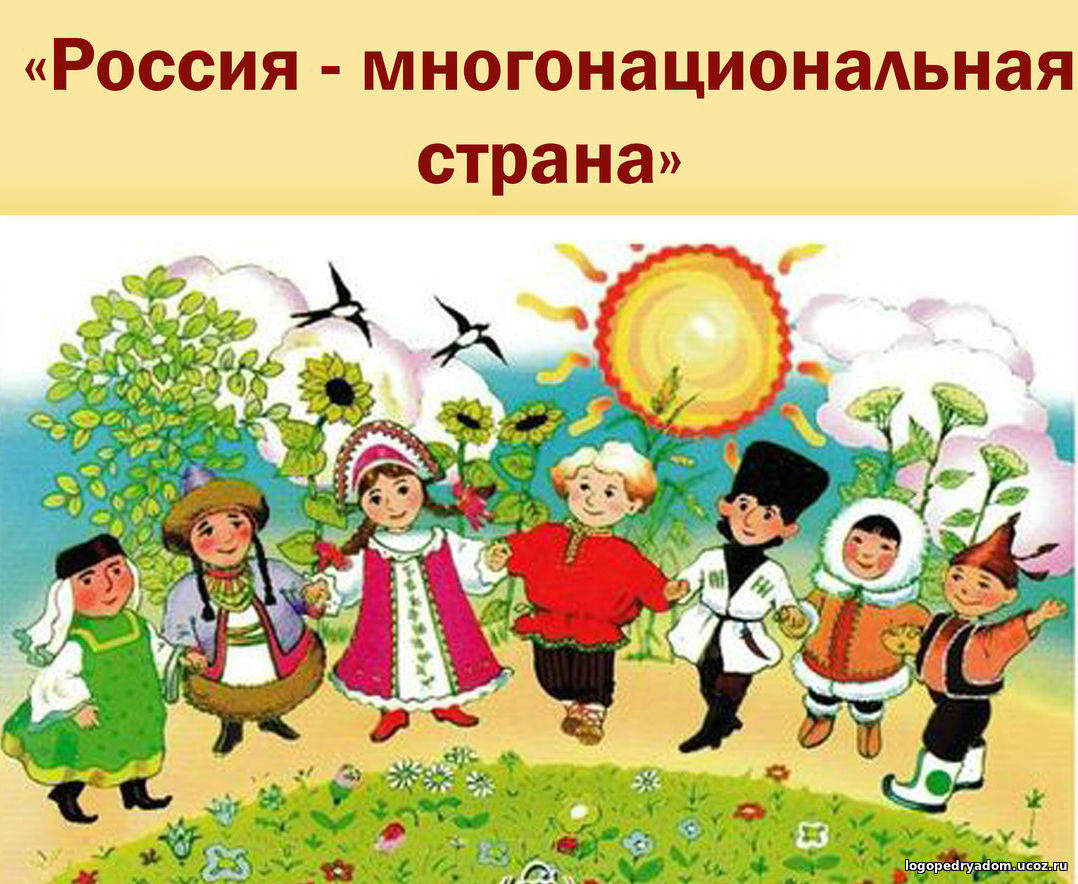 «Россия - многонациональная
страна»
logopedryadom.ucoz.ru